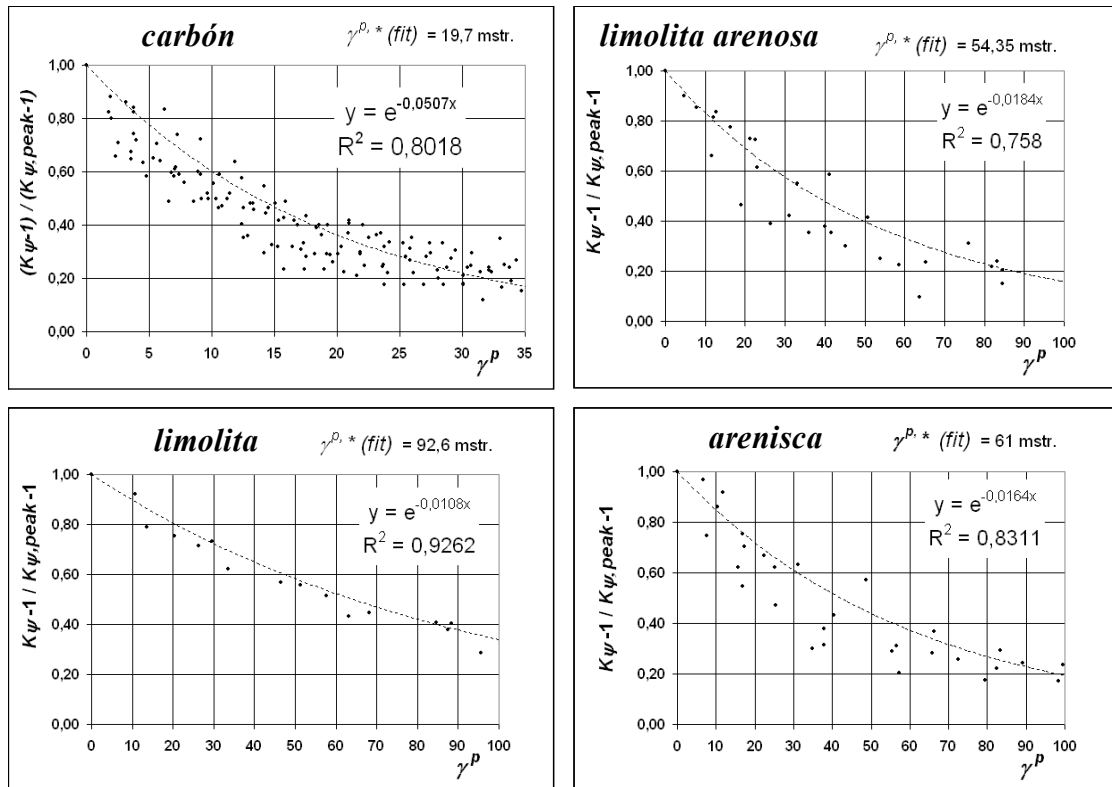 carbón
γᵖ, * (fit) = 19,7 mstr.
(Kψ-1) / (Kψ,peak-1)
1,00
0,80
0,60
0,40
0,20
0,00
y = e^-0,0507x
R² = 0,8018
0 5 10 15 20 25 30 35
γᵖ
limolita arenosa
γᵖ, * (fit) = 54,35 mstr.
Kψ-1 / Kψ,peak-1
1,00
0,80
0,60
0,40
0,20
0,00
y = e^-0,0184x
R² = 0,758
0 10 20 30 40 50 60 70 80 90 100
γᵖ
limolita
γᵖ, * (fit) = 92,6 mstr.
Kψ-1 / Kψ,peak-1
1,00
0,80
0,60
0,40
0,20
0,00
y = e^-0,0108x
R² = 0,9262
0 10 20 30 40 50 60 70 80 90 100
γᵖ
arenisca
γᵖ, * (fit) = 61 mstr.
Kψ-1 / Kψ,peak-1
1,00
0,80
0,60
0,40
0,20
0,00
y = e^-0,0164x
R² = 0,8311
0 10 20 30 40 50 60 70 80 90 100
γᵖ